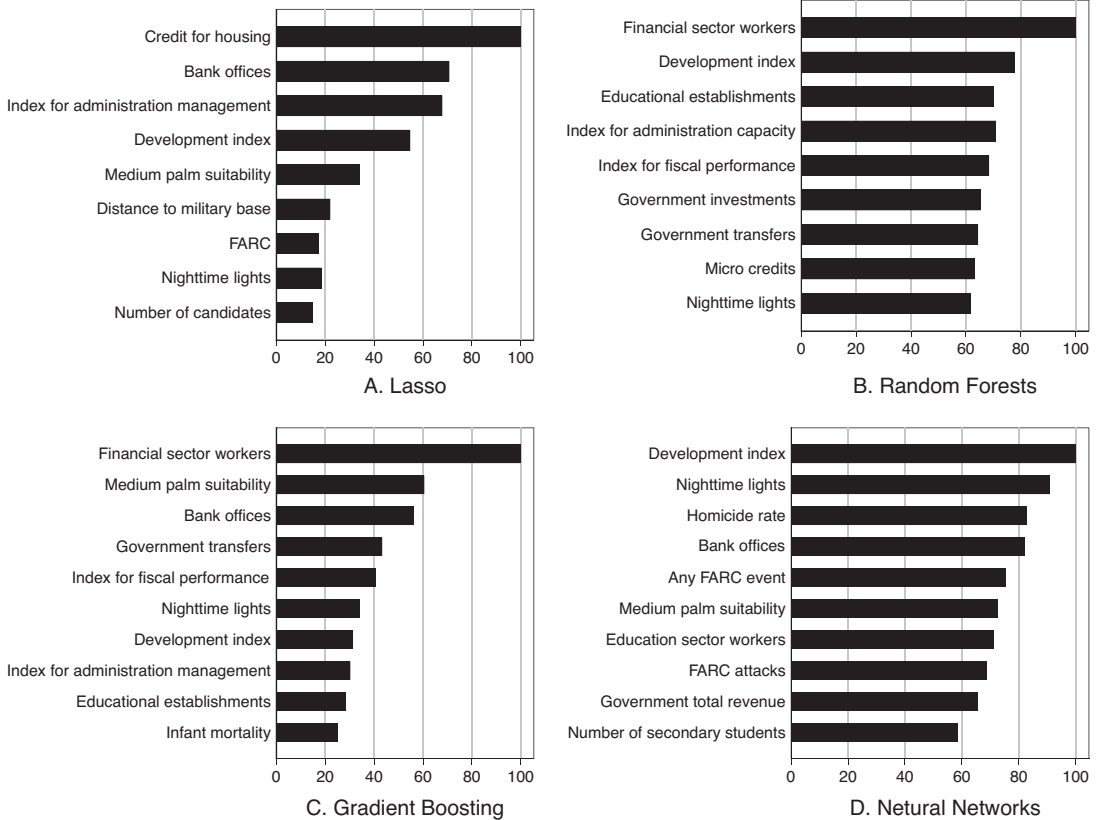 Credit for housing
Bank offices
Index for administration management
Development index
Medium palm suitability
Distance to military base
FARC
Nighttime lights
Number of candidates
0 20 40 60 80 100
A. Lasso
Financial sector workers
Development index
Educational establishments
Index for administration capacity
Index for fiscal performance
Government investments
Government transfers
Micro credits
Nighttime lights
0 20 40 60 80 100
B. Random Forests
Financial sector workers
Medium palm suitability
Bank offices
Government transfers
Index for fiscal performance
Nighttime lights
Development index
Index for administration management
Educational establishments
Infant mortality
0 20 40 60 80 100
C. Gradient Boosting
Development index
Nighttime lights
Homicide rate
Bank offices
Any FARC event
Medium palm suitability
Education sector workers
FARC attacks
Government total revenue
Number of secondary students
0 20 40 60 80 100
D. Netural Networks